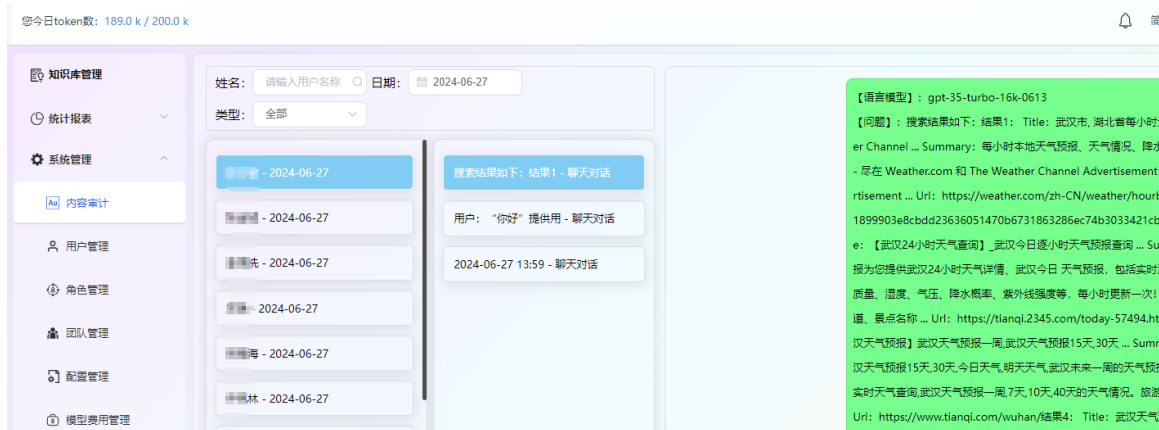 您今日token数：189.0 k / 200.0 k
简
知识库管理
统计报表
系统管理
Au 内容审计
用户管理
角色管理
团队管理
配置管理
模型费用管理
姓名： 请输入用户名称 日期： 2024-06-27
类型： 全部
- 2024-06-27
- 2024-06-27
先 - 2024-06-27
- 2024-06-27
海 - 2024-06-27
林 - 2024-06-27
搜索结果如下：结果1 - 聊天对话
用户：“你好”提供用 - 聊天对话
2024-06-27 13:59 - 聊天对话
【语言模型】：gpt-35-turbo-16k-0613
【问题】：搜索结果如下：结果1： Title：武汉市, 湖北省每小时
er Channel ... Summary：每小时本地天气预报、天气情况、降水
- 尽在 Weather.com 和 The Weather Channel Advertisement
rtisement ... Url：https://weather.com/zh-CN/weather/hourb
1899903e8cbdd23636051470b6731863286ec74b3033421cb
e：【武汉24小时天气查询】_武汉今日逐小时天气预报查询 ... Su
报为您提供武汉24小时天气详情、武汉今日 天气预报，包括实时
质量、湿度、气压、降水概率、紫外线强度等，每小时更新一次！
道、景点名称 ... Url：https://tianqi.2345.com/today-57494.ht
汉天气预报】武汉天气预报一周,武汉天气预报15天,30天 ... Sumr
汉天气预报15天,30天,今日天气,明天天气,武汉未来一周的天气预
实时天气查询,武汉天气预报一周,7天,10天,40天的天气情况。旅游
Url：https://www.tianqi.com/wuhan/结果4： Title：武汉天气